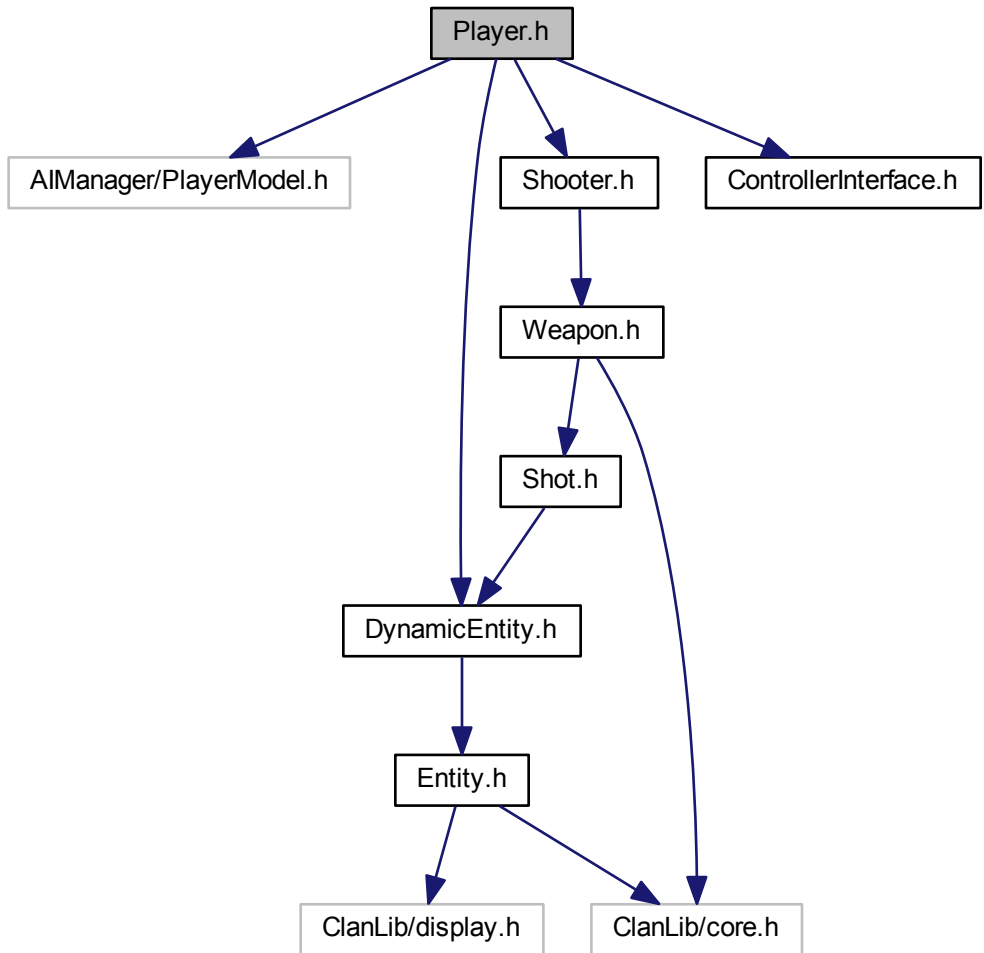 Player.h
AIManager/PlayerModel.h
Shooter.h
ControllerInterface.h
Weapon.h
Shot.h
DynamicEntity.h
Entity.h
ClanLib/display.h
ClanLib/core.h